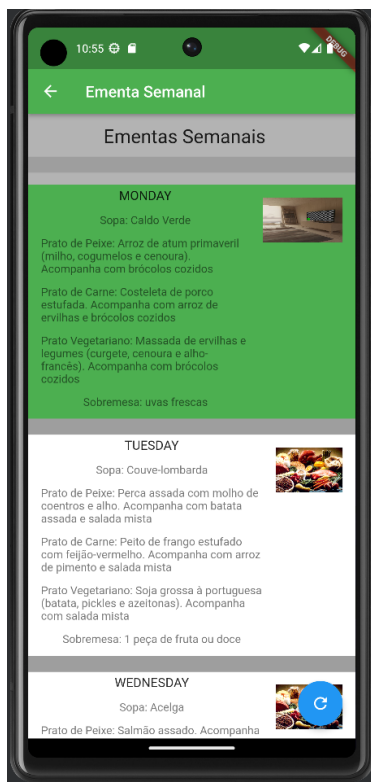 10:55
DEBUG
Ementa Semanal
Ementas Semanais
MONDAY
Sopa: Caldo Verde
Prato de Peixe: Arroz de atum primaveril
(milho, cogumelos e cenoura).
Acompanha com brócolos cozidos
Prato de Carne: Costeleta de porco
estufada. Acompanha com arroz de
ervilhas e brócolos cozidos
Prato Vegetariano: Massada de ervilhas e
legumes (curgete, cenoura e alho-
francês). Acompanha com brócolos
cozidos
Sobremesa: uvas frescas
TUESDAY
Sopa: Couve-lombarda
Prato de Peixe: Perca assada com molho de
coentros e alho. Acompanha com batata
assada e salada mista
Prato de Carne: Peito de frango estufado
com feijão-vermelho. Acompanha com arroz
de pimento e salada mista
Prato Vegetariano: Soja grossa à portuguesa
(batata, pickles e azeitonas). Acompanha
com salada mista
Sobremesa: 1 peça de fruta ou doce
WEDNESDAY
Sopa: Acelga
Prato de Peixe: Salmão assado. Acompanha